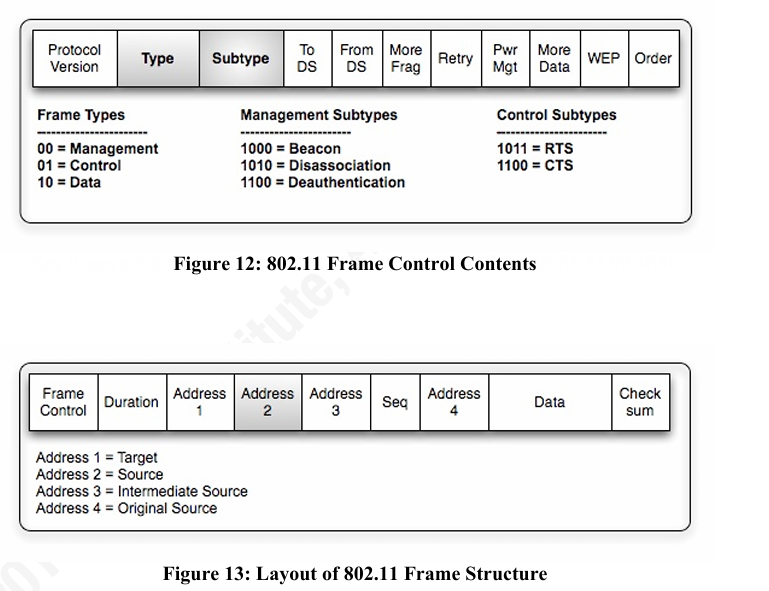 Protocol Version Type Subtype To DS From DS More Frag Retry Pwr Mgt More Data WEP Order
Frame Types Management Subtypes Control Subtypes
----------------------- ----------------------- -----------------------
00 = Management 1000 = Beacon 1011 = RTS
01 = Control 1010 = Disassociation 1100 = CTS
10 = Data 1100 = Deauthentication
Figure 12: 802.11 Frame Control Contents
Frame Control Duration Address 1 Address 2 Address 3 Seq Address 4 Data Check sum
Address 1 = Target
Address 2 = Source
Address 3 = Intermediate Source
Address 4 = Original Source
Figure 13: Layout of 802.11 Frame Structure